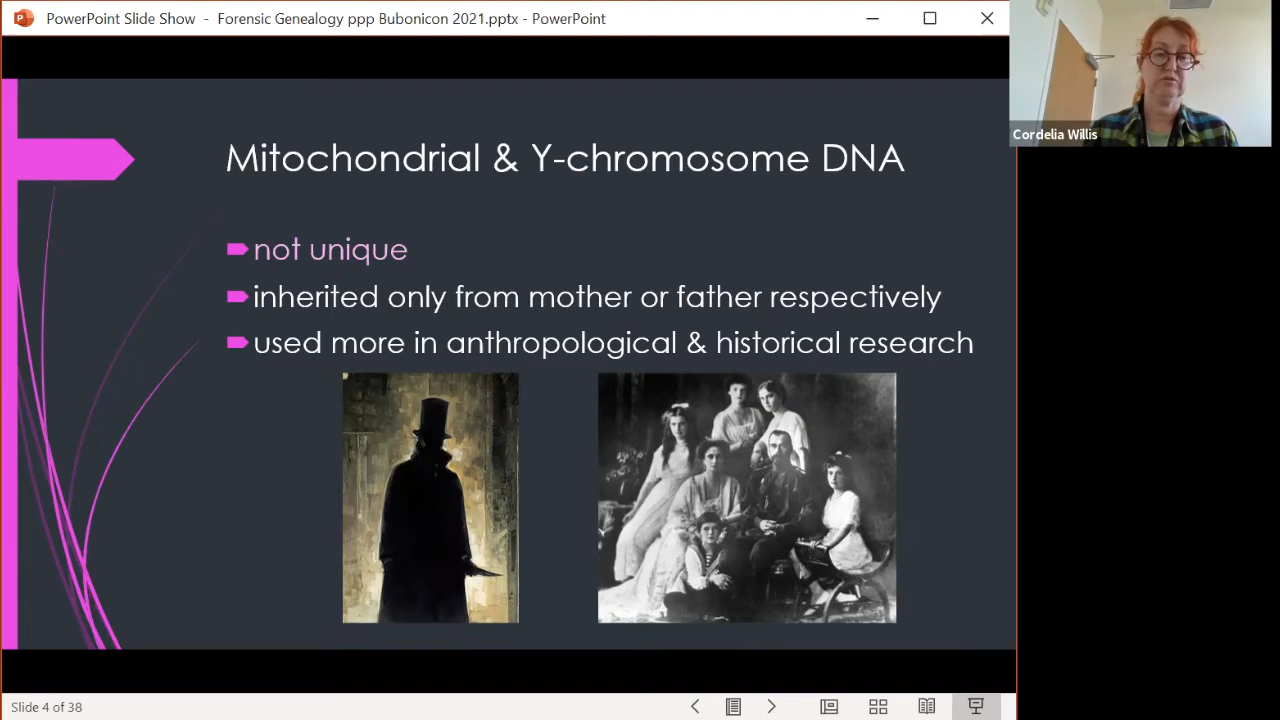 PowerPoint Slide Show - Forensic Genealogy ppp Bubonicon 2021.pptx - PowerPoint
Cordelia Willis
Mitochondrial & Y-chromosome DNA
not unique
inherited only from mother or father respectively
used more in anthropological & historical research
Slide 4 of 38